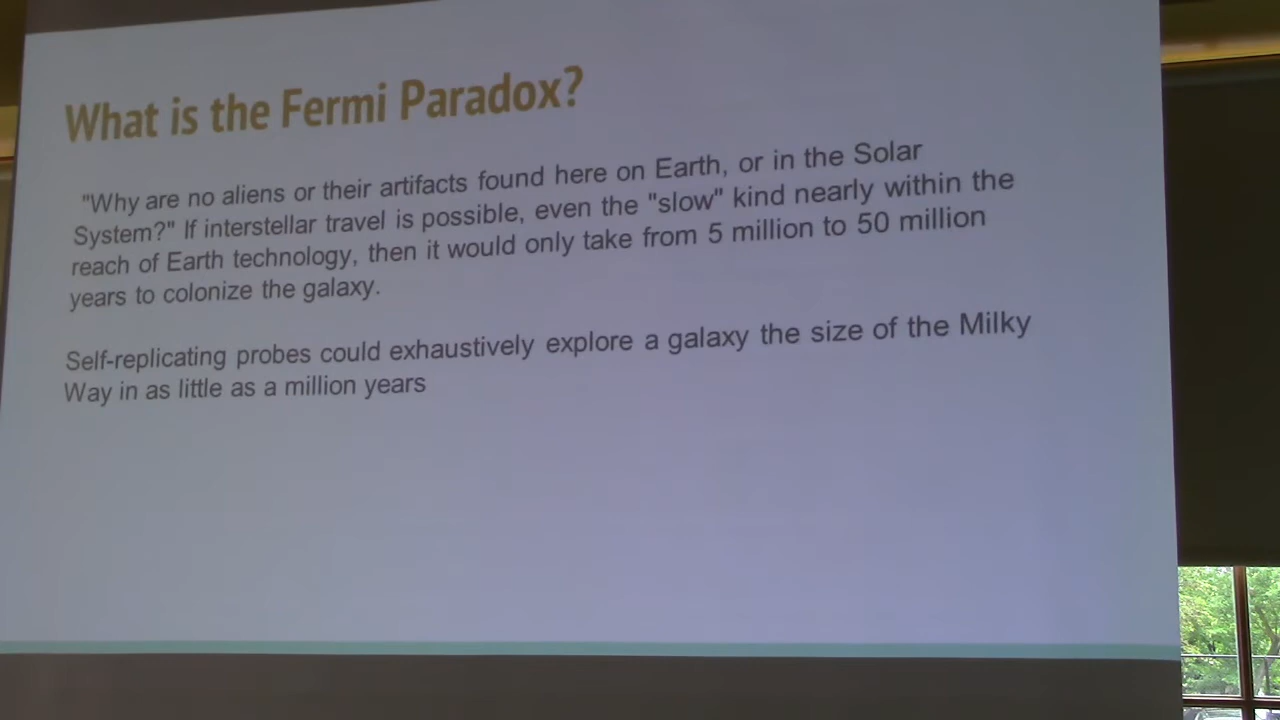 What is the Fermi Paradox?
"Why are no aliens or their artifacts found here on Earth, or in the Solar
System?" If interstellar travel is possible, even the "slow" kind nearly within the
reach of Earth technology, then it would only take from 5 million to 50 million
years to colonize the galaxy.
Self-replicating probes could exhaustively explore a galaxy the size of the Milky
Way in as little as a million years